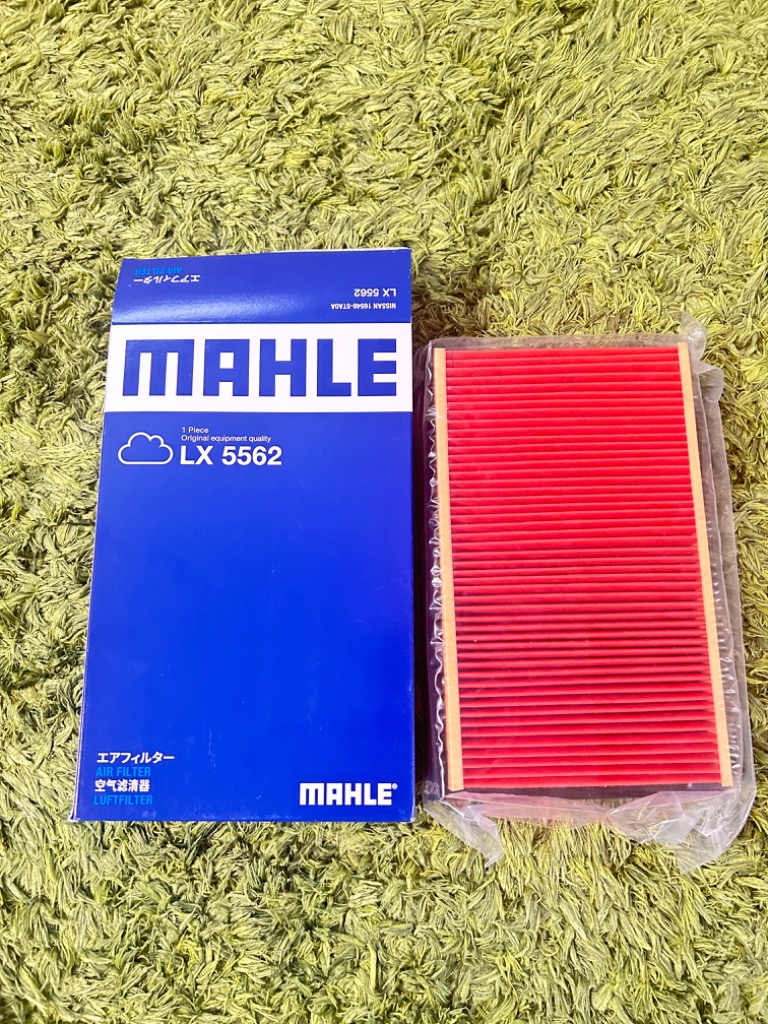 エアフィルター
AIR FILTER
LX 5562
NISSAN 16546-5TA0A
MAHLE
1 Piece
Original equipment quality
LX 5562
エアフィルター
AIR FILTER
空气滤清器
LUFTFILTER
MAHLE®